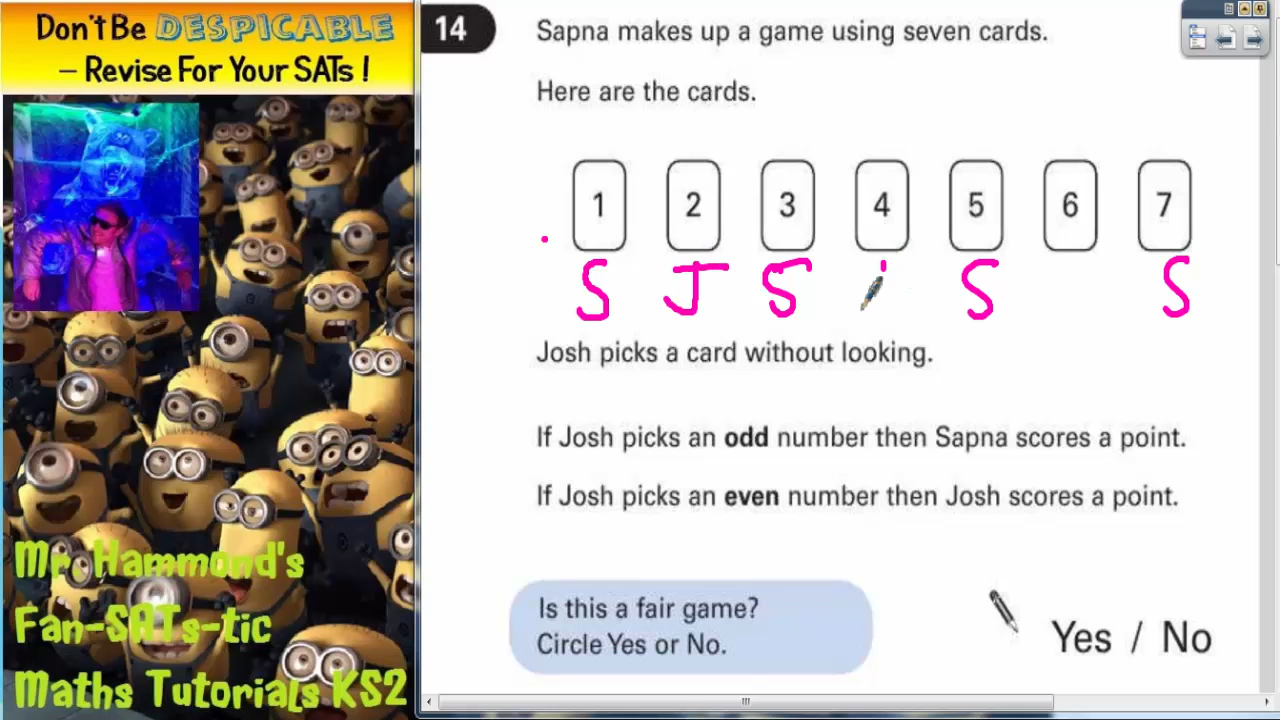 Don't Be DESPICABLE
– Revise For Your SATs !
Mr. Hammond's
Fan-SATs-tic
Maths Tutorials KS2
14
Sapna makes up a game using seven cards.
Here are the cards.
1 2 3 4 5 6 7
S J S S S
Josh picks a card without looking.
If Josh picks an odd number then Sapna scores a point.
If Josh picks an even number then Josh scores a point.
Is this a fair game?
Circle Yes or No.
Yes / No